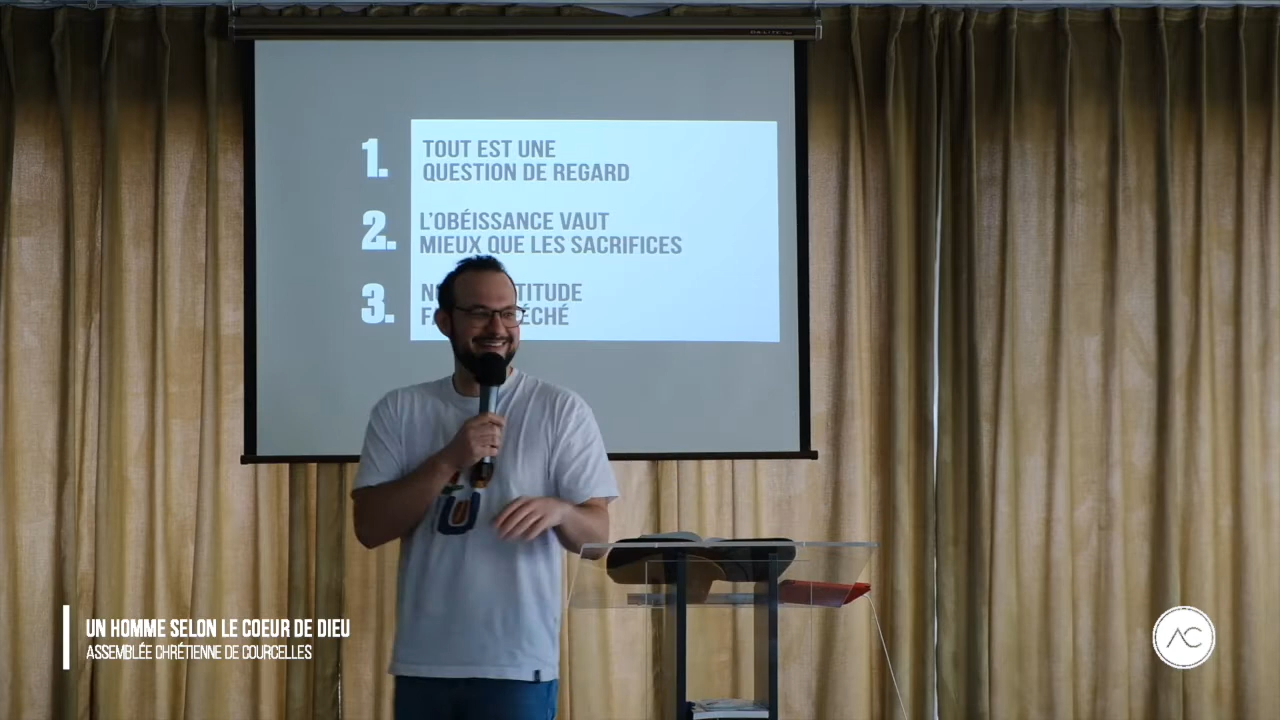 1. TOUT EST UNE
QUESTION DE REGARD
2. L'OBÉISSANCE VAUT
MIEUX QUE LES SACRIFICES
3. TITUDE
UN HOMME SELON LE COEUR DE DIEU
ASSEMBLÉE CHRÉTIENNE DE COURCELLES
AC